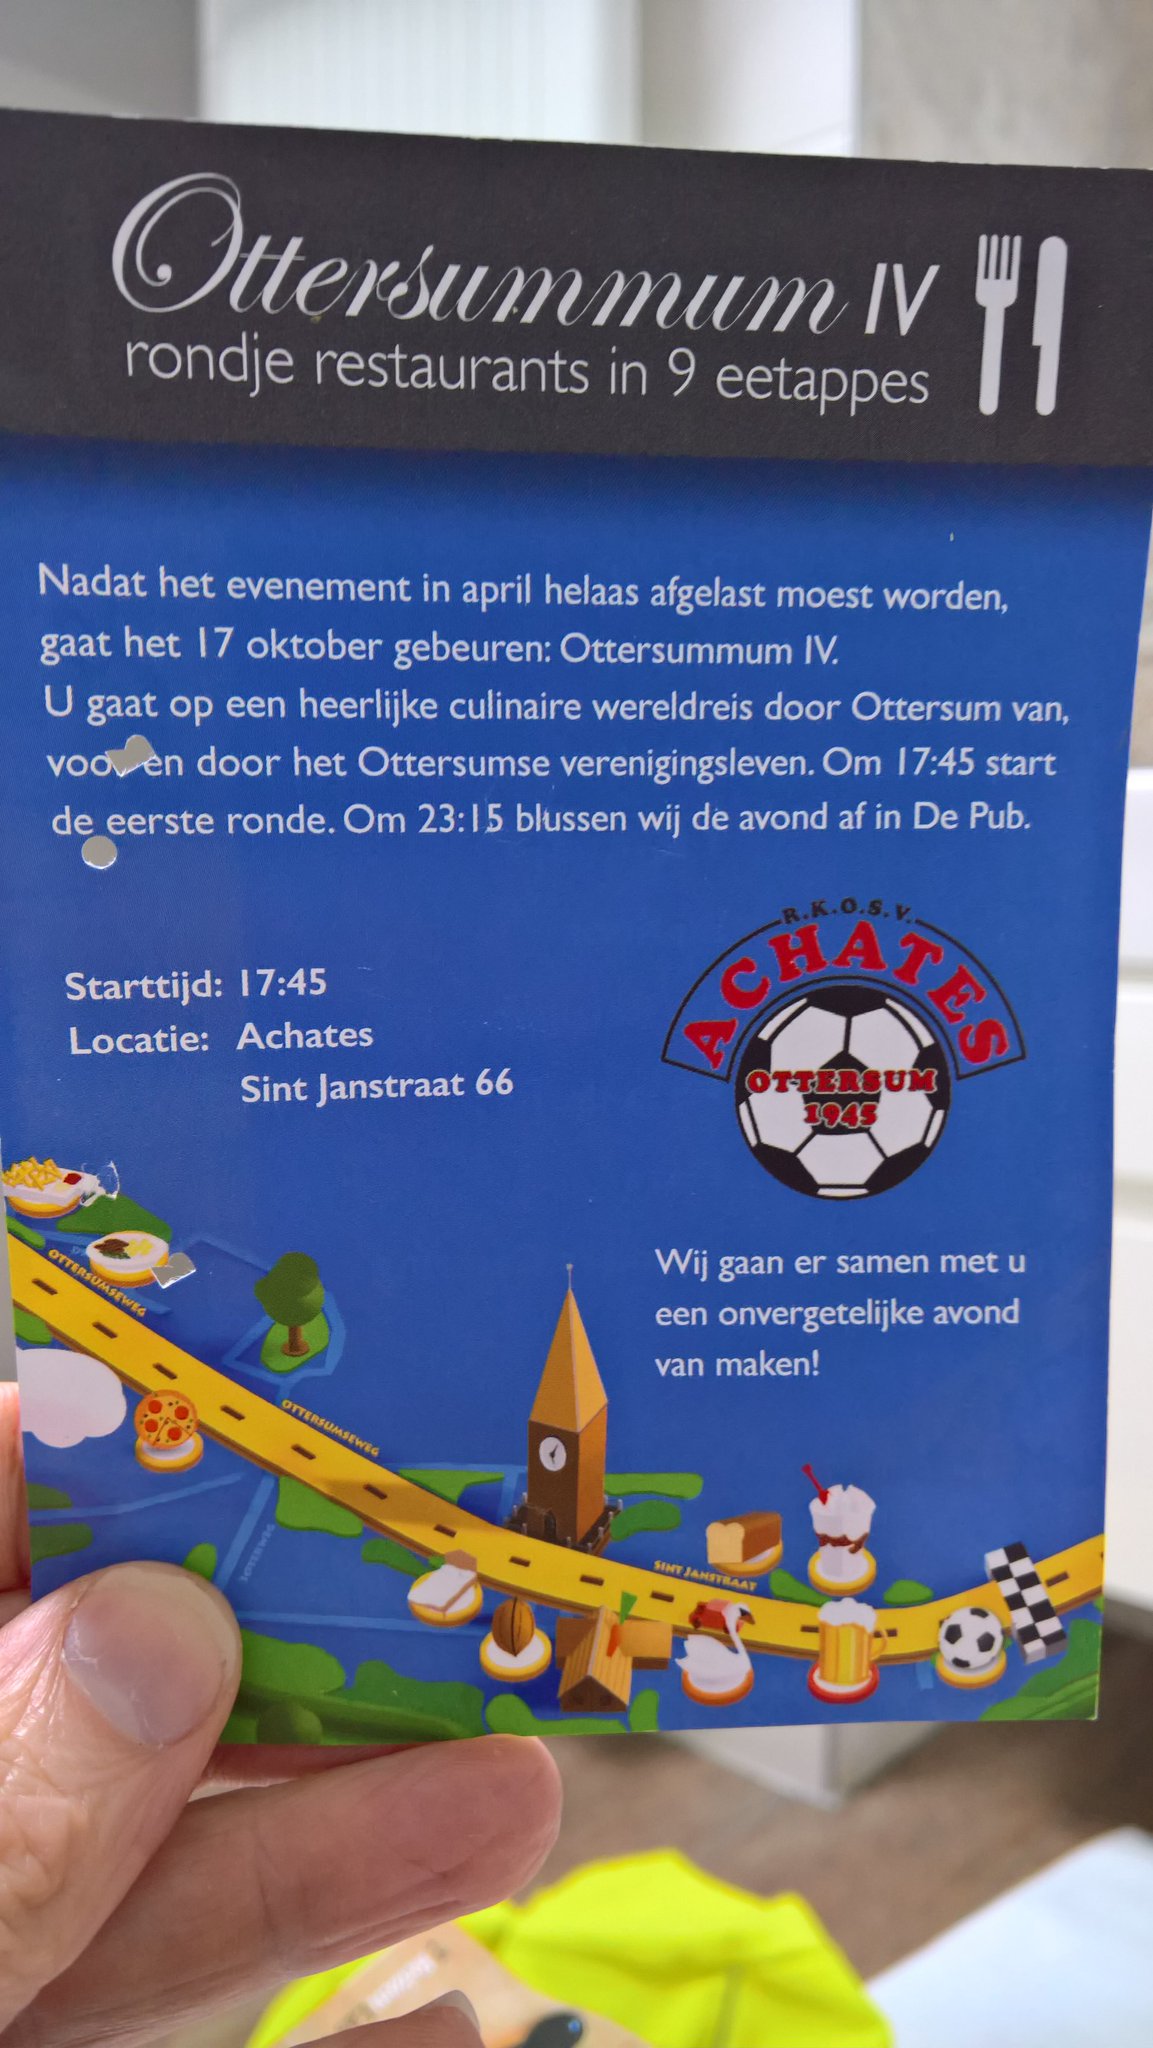 Ottersummum IV
rondje restaurants in 9 eetappes
Nadat het evenement in april helaas afgelast moest worden,
gaat het 17 oktober gebeuren: Ottersummum IV.
U gaat op een heerlijke culinaire wereldreis door Ottersum van,
en door het Ottersumse verenigingsleven. Om 17:45 start
de eerste ronde. Om 23:15 blussen wij de avond af in De Pub.
R.K.O.S.V.
ACHATES
OTTERSUM
1945
Starttijd: 17:45
Locatie: Achates
Sint Janstraat 66
Wij gaan er samen met u
een onvergetelijke avond
van maken!
OTTERSUMSEWEG
OTTERSUMSEWEG
SINT JANSTRAAT